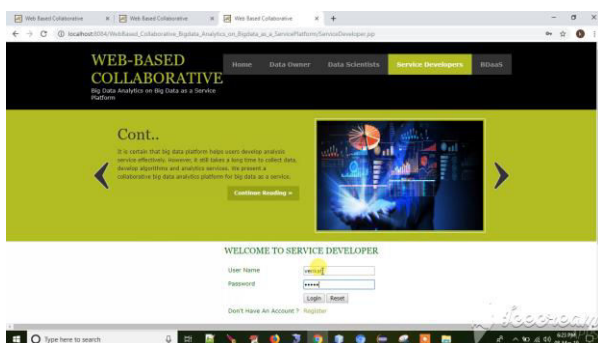 Web Based Collaborative
Web Based Collaborative
Web Based Collaborative
localhost:8084/WebBased_Collaborative_Bigdata_Analytics_on_Bigdata_as_a_ServicePlatform/ServiceDeveloper.jsp
WEB-BASED
COLLABORATIVE
Big Data Analytics on Big Data as a Service
Platform
Home Data Owner Data Scientists Service Developers BDaaS
Cont..
It is certain that big data platform helps users develop analysis
service effectively. However, it still takes a long time to collect data,
develop algorithms and analytics services. We present a
collaborative big data analytics platform for big data as a service.
Continue Reading »
WELCOME TO SERVICE DEVELOPER
User Name
Password
Login Reset
Don't Have An Account ? Register
Type here to search
6:21 PM